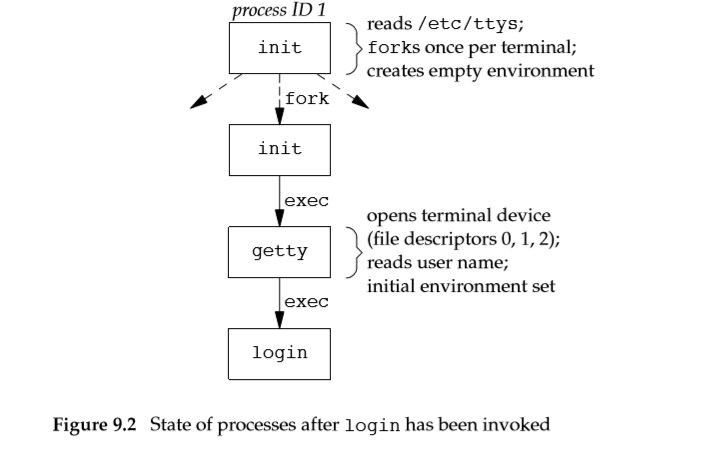 process ID 1
init
reads /etc/ttys;
forks once per terminal;
creates empty environment
fork
init
exec
getty
opens terminal device
(file descriptors 0, 1, 2);
reads user name;
initial environment set
exec
login
Figure 9.2 State of processes after login has been invoked